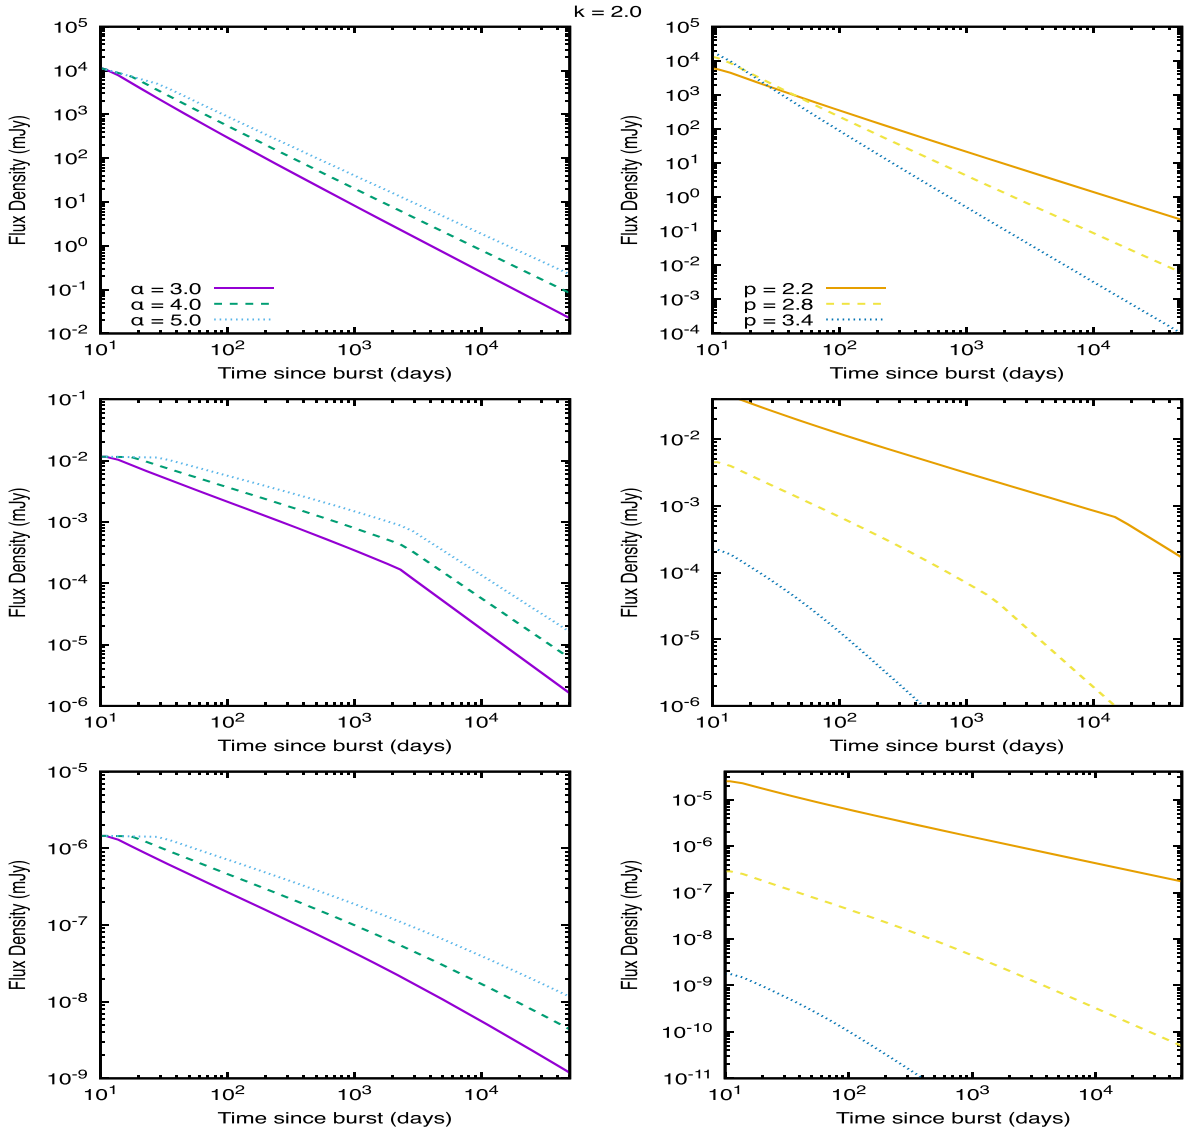 k = 2.0
10^5
10^4
10^3
10^2
10^1
10^0
10^-1
10^-2
Flux Density (mJy)
α = 3.0
α = 4.0
α = 5.0
10^1 10^2 10^3 10^4
Time since burst (days)
10^5
10^4
10^3
10^2
10^1
10^0
10^-1
10^-2
10^-3
10^-4
Flux Density (mJy)
p = 2.2
p = 2.8
p = 3.4
10^1 10^2 10^3 10^4
Time since burst (days)
10^-1
10^-2
10^-3
10^-4
10^-5
10^-6
Flux Density (mJy)
10^1 10^2 10^3 10^4
Time since burst (days)
10^-2
10^-3
10^-4
10^-5
10^-6
Flux Density (mJy)
10^1 10^2 10^3 10^4
Time since burst (days)
10^-5
10^-6
10^-7
10^-8
10^-9
Flux Density (mJy)
10^1 10^2 10^3 10^4
Time since burst (days)
10^-5
10^-6
10^-7
10^-8
10^-9
10^-10
10^-11
Flux Density (mJy)
10^1 10^2 10^3 10^4
Time since burst (days)